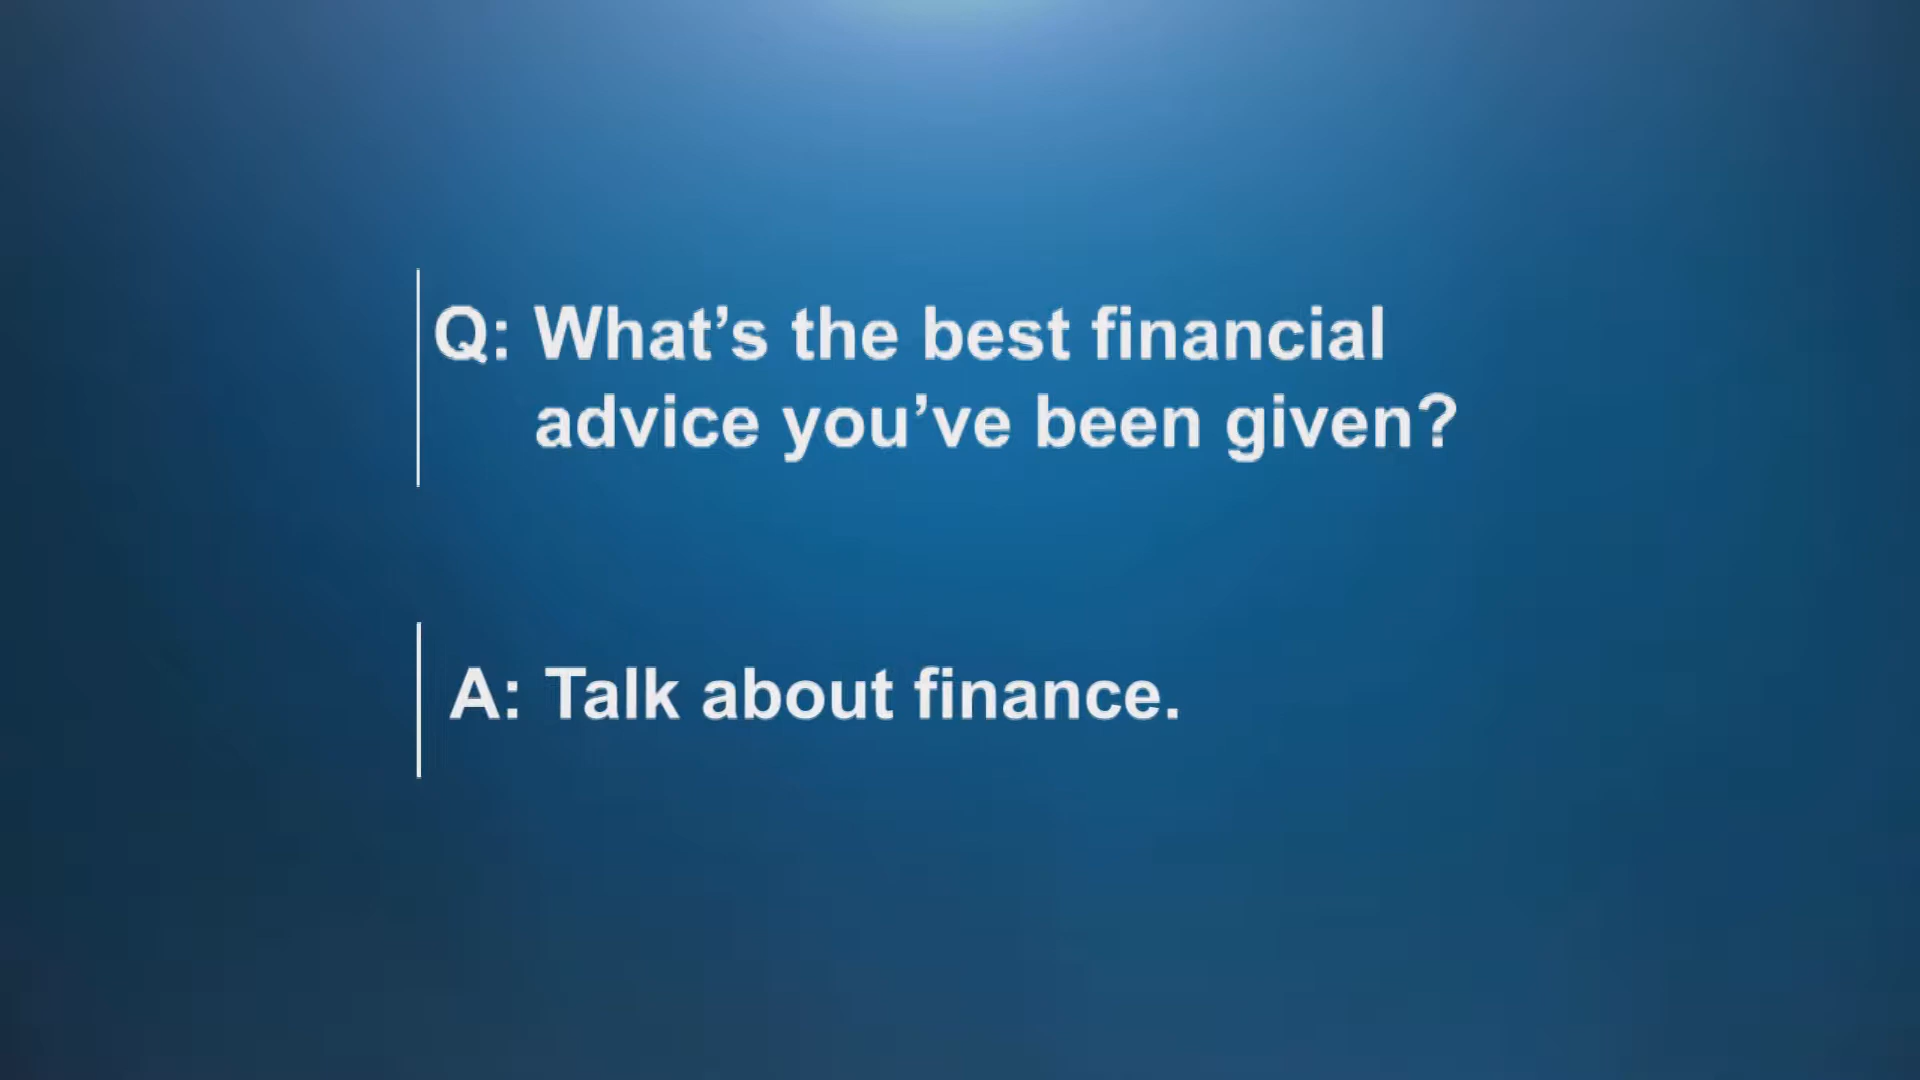 Q: What’s the best financial
advice you’ve been given?
A: Talk about finance.